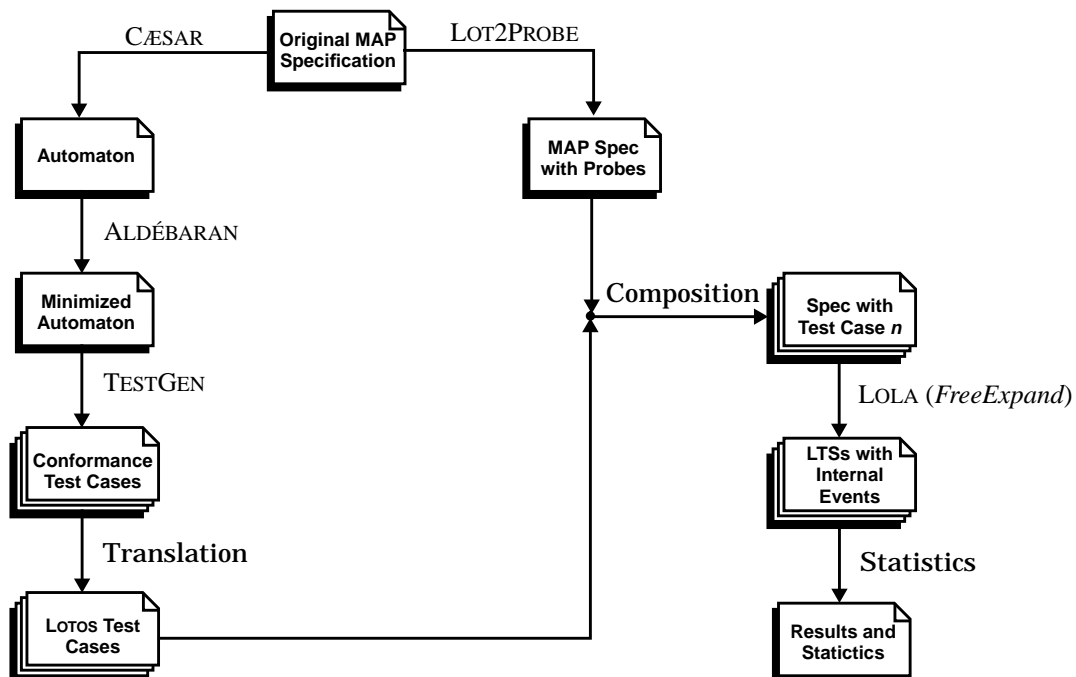 CÆSAR
Original MAP
Specification
LOT2PROBE
Automaton
MAP Spec
with Probes
ALDÉBARAN
Minimized
Automaton
Composition
Spec with
Test Case n
TESTGEN
LOLA (FreeExpand)
Conformance
Test Cases
LTSs with
Internal
Events
Translation
Statistics
LOTOS Test
Cases
Results and
Statictics